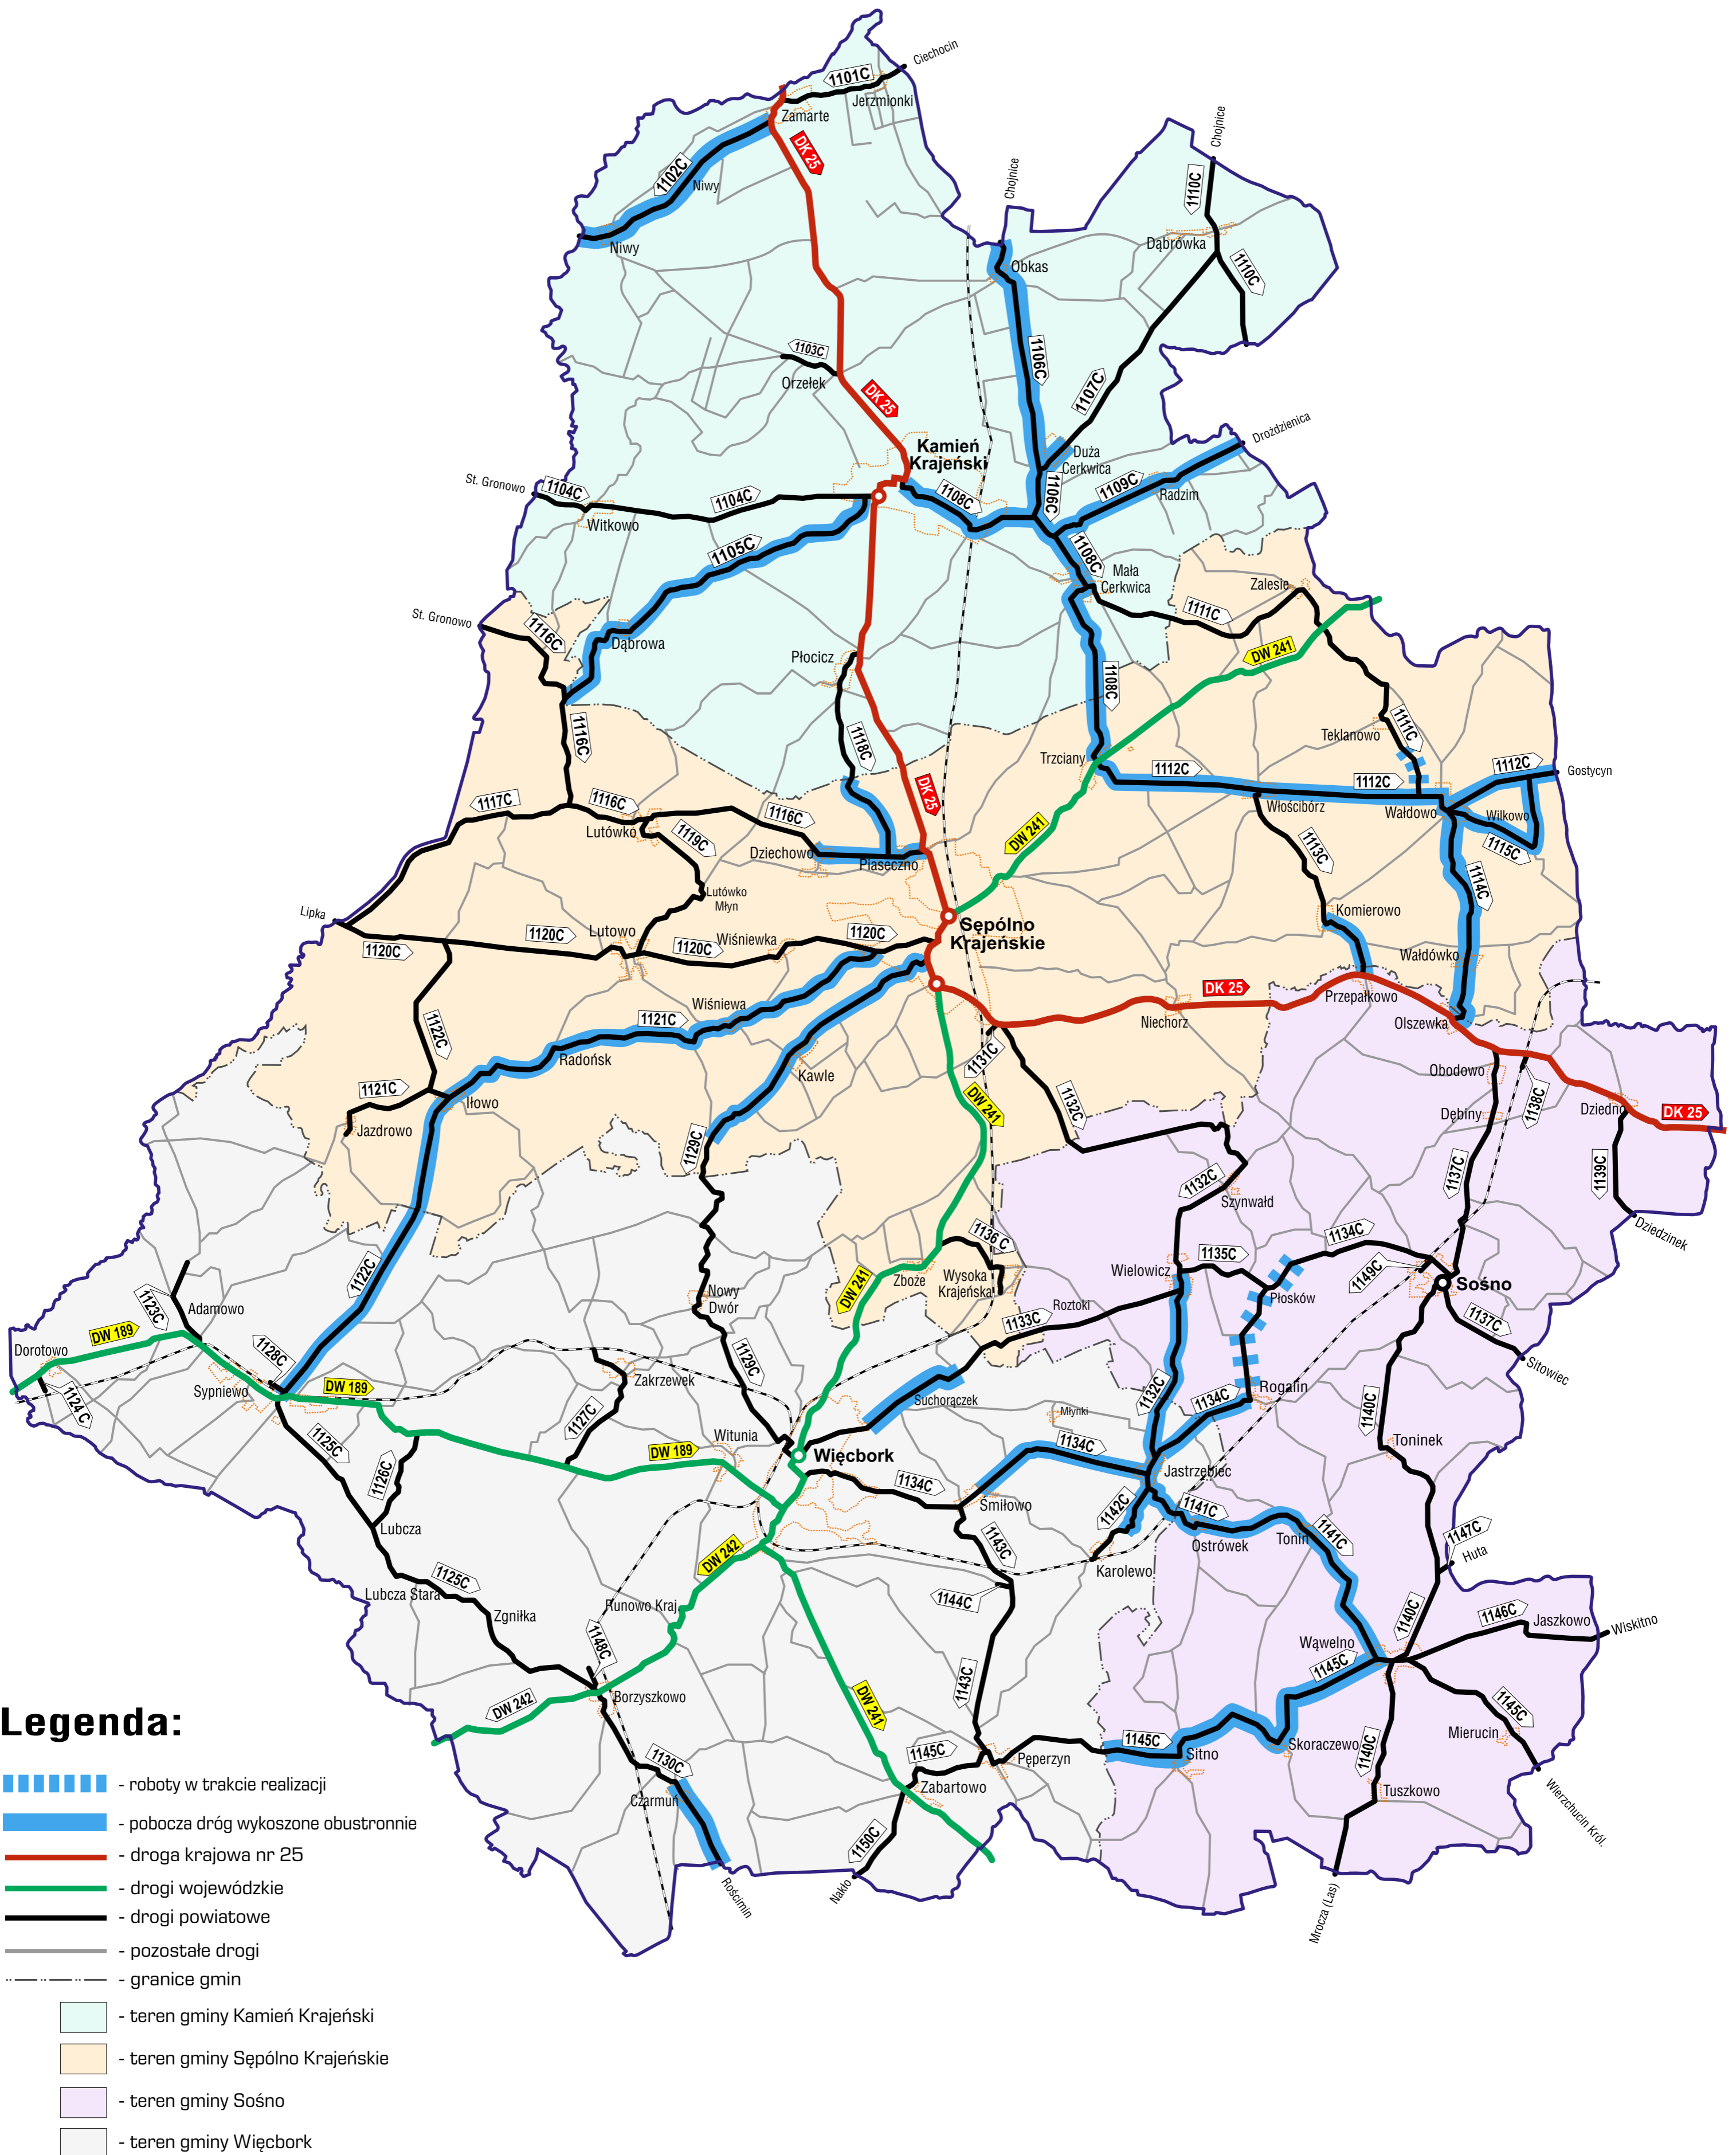 Ciechocin
1101C
Jerzmionki
Zamarte
DK 25
Chojnice
1102C
Niwy
Chojnice
1110C
Niwy
Dąbrówka
Obkas
1110C
1103C
1106C
Orzełek
DK 25
1107C
Kamień
Krajeński
Drożdzienica
Duża
Cerkwica
St. Gronowo
1104C
1104C
1108C
1106C
1109C
Radzim
Witkowo
1105C
1108C
Mała
Cerkwica
Zalesie
St. Gronowo
1116C
1111C
Dąbrowa
DW 241
Płocicz
1108C
1116C
1118C
1111C
Teklanowo
Trzciany
1112C
1112C
1112C
Gostycyn
DK 25
1117C
1116C
1116C
Włościbórz
Wałdowo
Wilkowo
Lutówko
1119C
DW 241
Dziechowo
Piaseczno
1113C
1115C
1114C
Lutówko
Młyn
Lipka
Komierowo
Sępólno
Krajeńskie
1120C
1120C
Lutowo
1120C
Wiśniewka
1120C
Wałdówko
Wiśniewa
DK 25
Przepałkowo
1122C
1121C
Niechorz
Olszewka
Radońsk
1131C
Kawle
Obodowo
1121C
Iłowo
DW 241
1132C
Dębiny
1138C
Dziedno
DK 25
Jazdrowo
1129C
1132C
1137C
1139C
Szynwałd
Dziedzinek
1136 C
1134C
1122C
1135C
Wielowicz
1149C
Zboże
Wysoka
Krajeńska
DW 241
Sośno
1123C
Adamowo
Nowy
Dwór
Roztoki
Płosków
1133C
1137C
DW 189
Dorotowo
1128C
1129C
Sitowiec
1124 C
Sypniewo
DW 189
Zakrzewek
Suchorączek
1132C
1134C
Rogalin
Młynki
1140C
1127C
1125C
Witunia
DW 189
Więcbork
1134C
Toninek
1126C
1134C
Jastrzębiec
Śmiłowo
1142C
1141C
Lubcza
1143C
Ostrówek
Tonin
1141C
1147C
Huta
DW 242
Karolewo
1125C
Lubcza Stara
1144C
Runowo Kraj.
Zgniłka
1140C
1146C
Jaszkowo
Wiskitno
1148C
Wąwelno
1145C
1143C
Borzyszkowo
DW 242
DW 241
1145C
Mierucin
1130C
1145C
1145C
Pęperzyn
Sitno
Skoraczewo
1140C
Czarmuń
Zabartowo
Tuszkowo
Wierzchucin Król.
1150C
Nakło
Rościmin
Mrocza (Las)
Legenda:
- roboty w trakcie realizacji
- pobocza dróg wykoszone obustronnie
- droga krajowa nr 25
- drogi wojewódzkie
- drogi powiatowe
- pozostałe drogi
- granice gmin
- teren gminy Kamień Krajeński
- teren gminy Sępólno Krajeńskie
- teren gminy Sośno
- teren gminy Więcbork